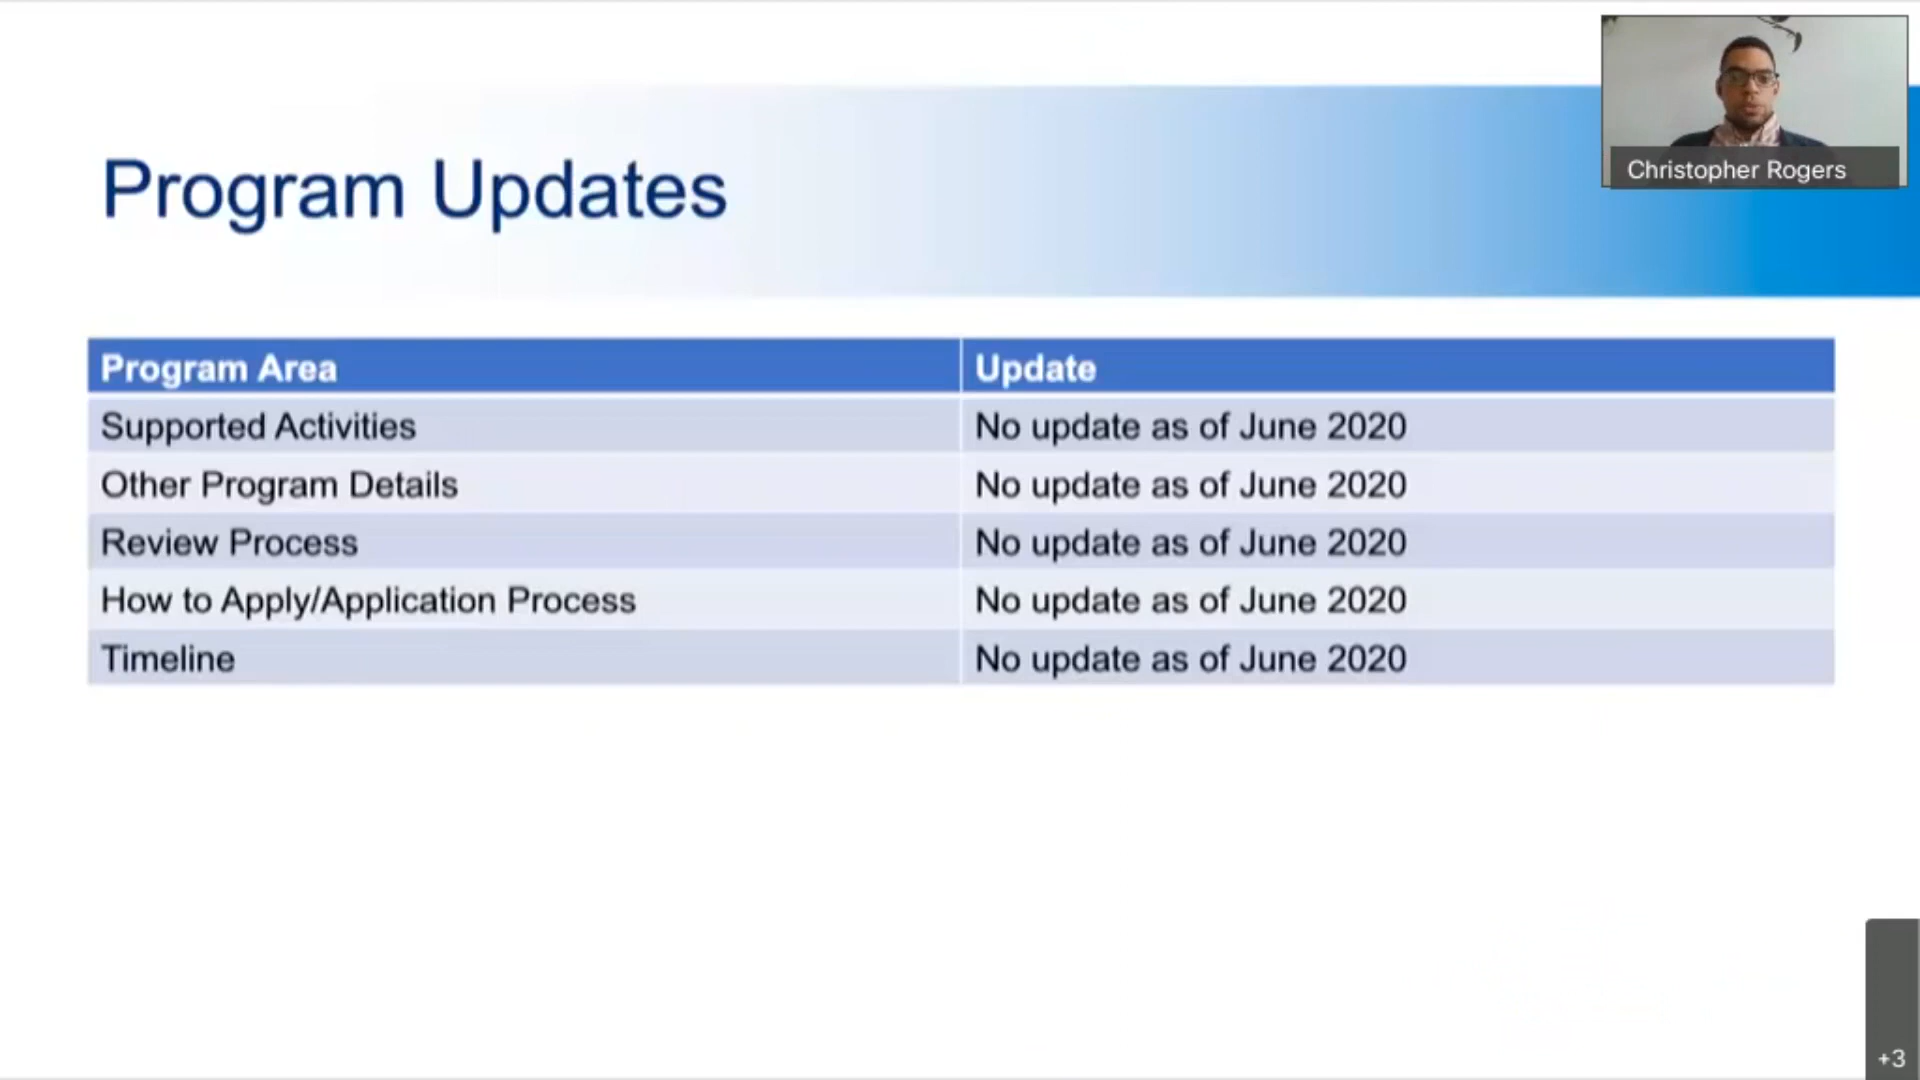 Christopher Rogers
Program Updates
Program Area Update
Supported Activities No update as of June 2020
Other Program Details No update as of June 2020
Review Process No update as of June 2020
How to Apply/Application Process No update as of June 2020
Timeline No update as of June 2020
+3